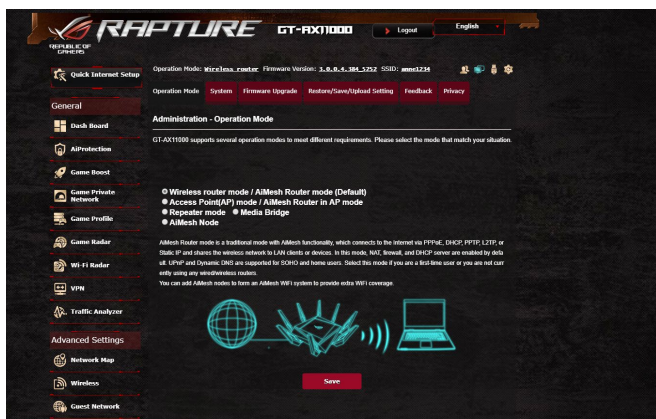 REPUBLIC OF GAMERS
RAPTURE
GT-AX11000
Logout
English
Quick Internet Setup
Operation Mode: Wireless router Firmware Version: 3.0.0.4.384_5252 SSID:
Operation Mode System Firmware Upgrade Restore/Save/Upload Setting Feedback Privacy
General
Dash Board
AiProtection
Game Boost
Game Private
Network
Game Profile
Game Radar
Wi-Fi Radar
VPN
Traffic Analyzer
Advanced Settings
Network Map
Wireless
Guest Network
Administration - Operation Mode
GT-AX11000 supports several operation modes to meet different requirements. Please select the mode that match your situation.
Wireless router mode / AiMesh Router mode (Default)
Access Point(AP) mode / AiMesh Router in AP mode
Repeater mode Media Bridge
AiMesh Node
AiMesh Router mode is a traditional mode with AiMesh functionality, which connects to the Internet via PPPoE, DHCP, PPTP, L2TP, or
Static IP and shares the wireless network to LAN clients or devices. In this mode, NAT, firewall, and DHCP server are enabled by defa
ult. UPnP and Dynamic DNS are supported for SOHO and home users. Select this mode if you are a first-time user or you are not curr
ently using any wired/wireless routers.
You can add AiMesh nodes to form an AiMesh WiFi system to provide extra WiFi coverage.
Save